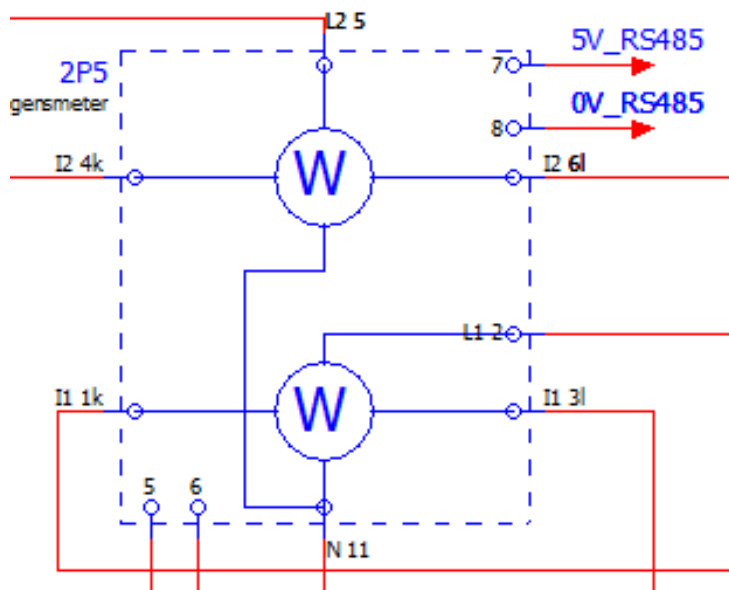 L2 5
5V_RS485
2P5
7
gensmeter
0V_RS485
8
I2 4k
W
I2 6l
L1 2
I1 1k
W
I1 3l
5
6
N 11